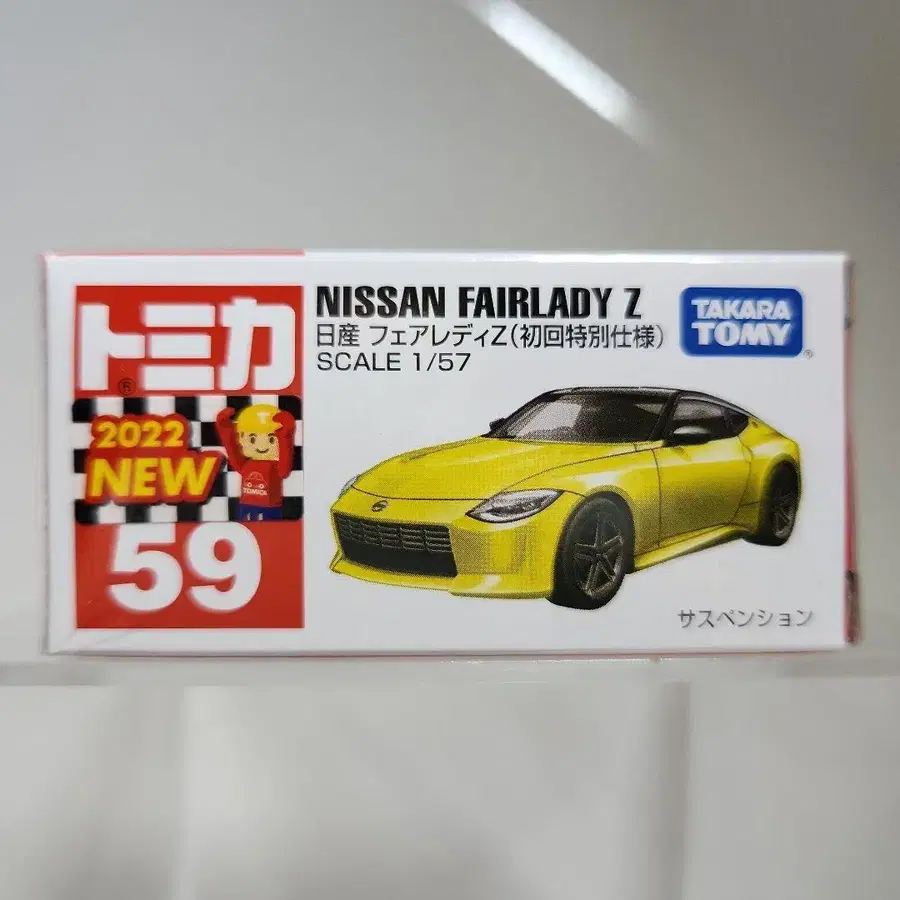 トミカ
®
2022
NEW
TOMICA
59
NISSAN FAIRLADY Z
日産 フェアレディZ(初回特別仕様)
SCALE 1/57
TAKARA
TOMY
®
サスペンション